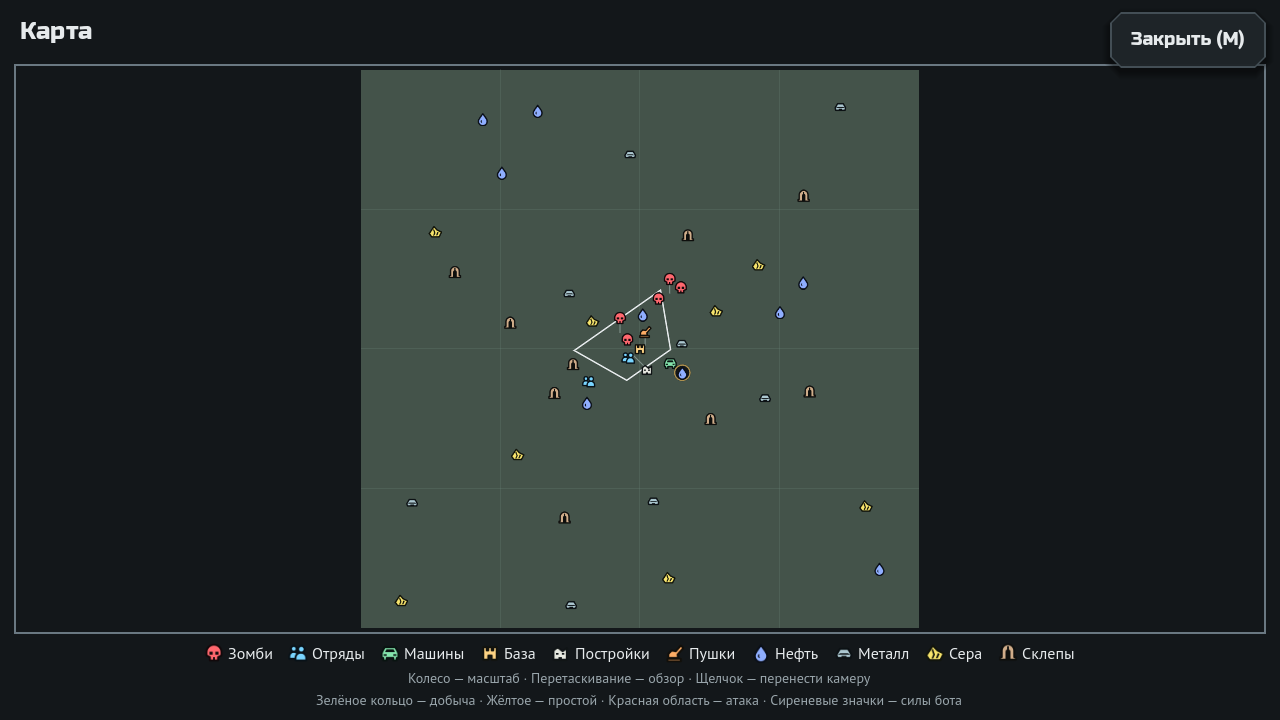 Карта
Закрыть (M)
Зомби Отряды Машины База Постройки Пушки Нефть Металл Сера Склепы
Колесо — масштаб · Перетаскивание — обзор · Щелчок — перенести камеру
Зелёное кольцо — добыча · Жёлтое — простой · Красная область — атака · Сиреневые значки — силы бота